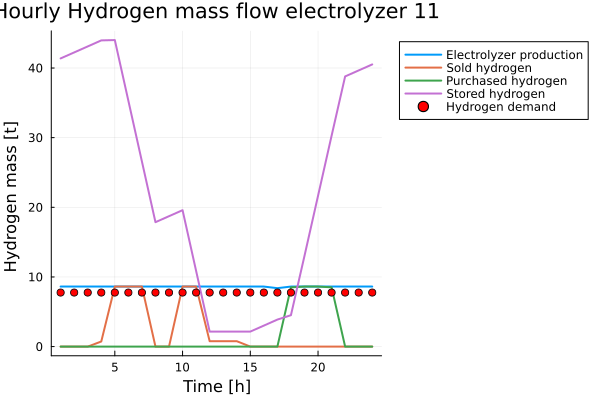 Hourly Hydrogen mass flow electrolyzer 11
Electrolyzer production
Sold hydrogen
Purchased hydrogen
Stored hydrogen
Hydrogen demand
Hydrogen mass [t]
40
30
20
10
0
5
10
15
20
Time [h]